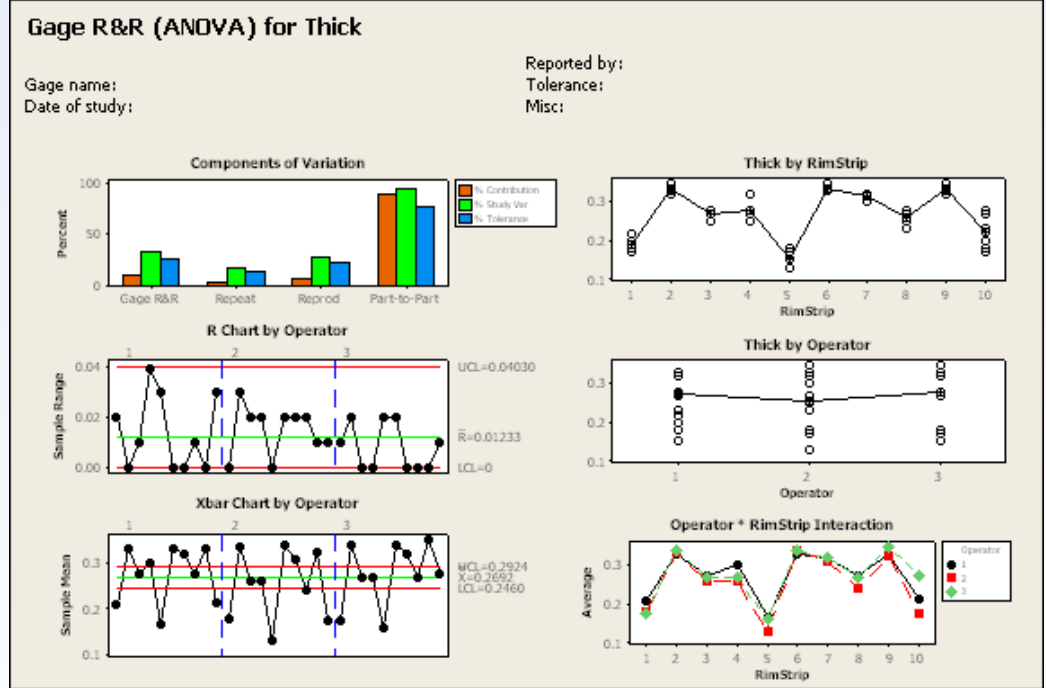 Gage R&R (ANOVA) for Thick
Reported by:
Gage name:
Tolerance:
Date of study:
Misc:
Components of Variation
Percent
100
50
0
Gage R&R Repeat Reprod Part-to-Part
% Contribution
% Study Var
% Tolerance
R Chart by Operator
1 2 3
Sample Range
0.04
0.02
0.00
UCL=0.04030
R=0.01233
LCL=0
Xbar Chart by Operator
1 2 3
Sample Mean
0.3
0.2
0.1
UCL=0.2924
X=0.2692
LCL=0.2460
Thick by RimStrip
0.3
0.2
0.1
1 2 3 4 5 6 7 8 9 10
RimStrip
Thick by Operator
0.3
0.2
0.1
1 2 3
Operator
Operator * RimStrip Interaction
Average
0.3
0.2
0.1
1 2 3 4 5 6 7 8 9 10
RimStrip
Operator
1
2
3